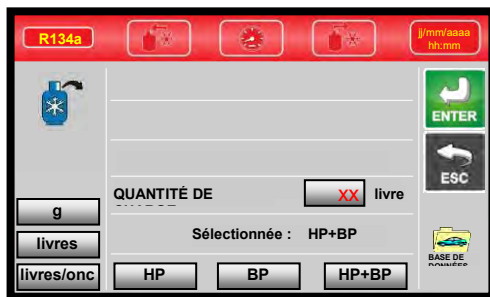 R134a
jj/mm/aaaa
hh:mm
ENTER
ESC
QUANTITÉ DE
XX livre
g
Sélectionnée : HP+BP
livres
BASE DE
livres/onc
HP BP HP+BP